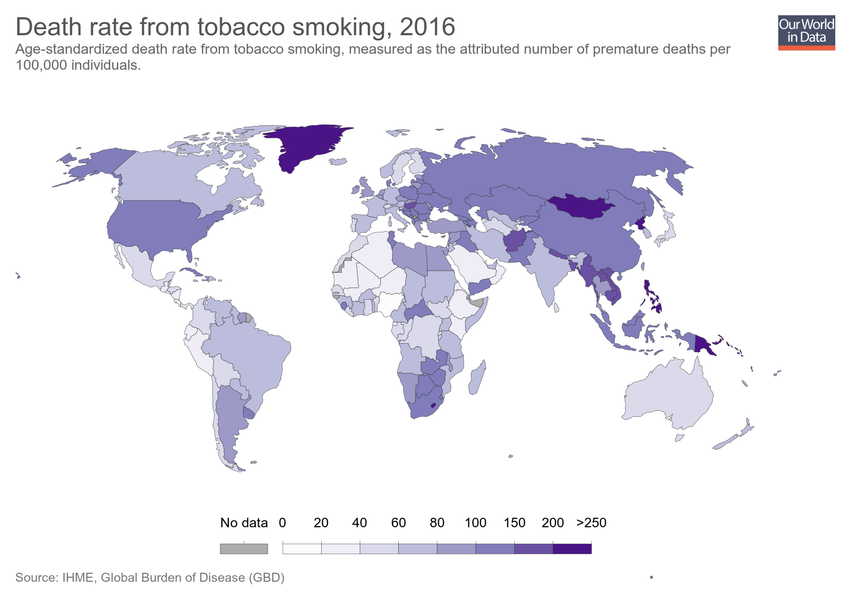 Death rate from tobacco smoking, 2016
Our World
in Data
Age-standardized death rate from tobacco smoking, measured as the attributed number of premature deaths per
100,000 individuals.
No data 0 20 40 60 80 100 150 200 >250
Source: IHME, Global Burden of Disease (GBD)